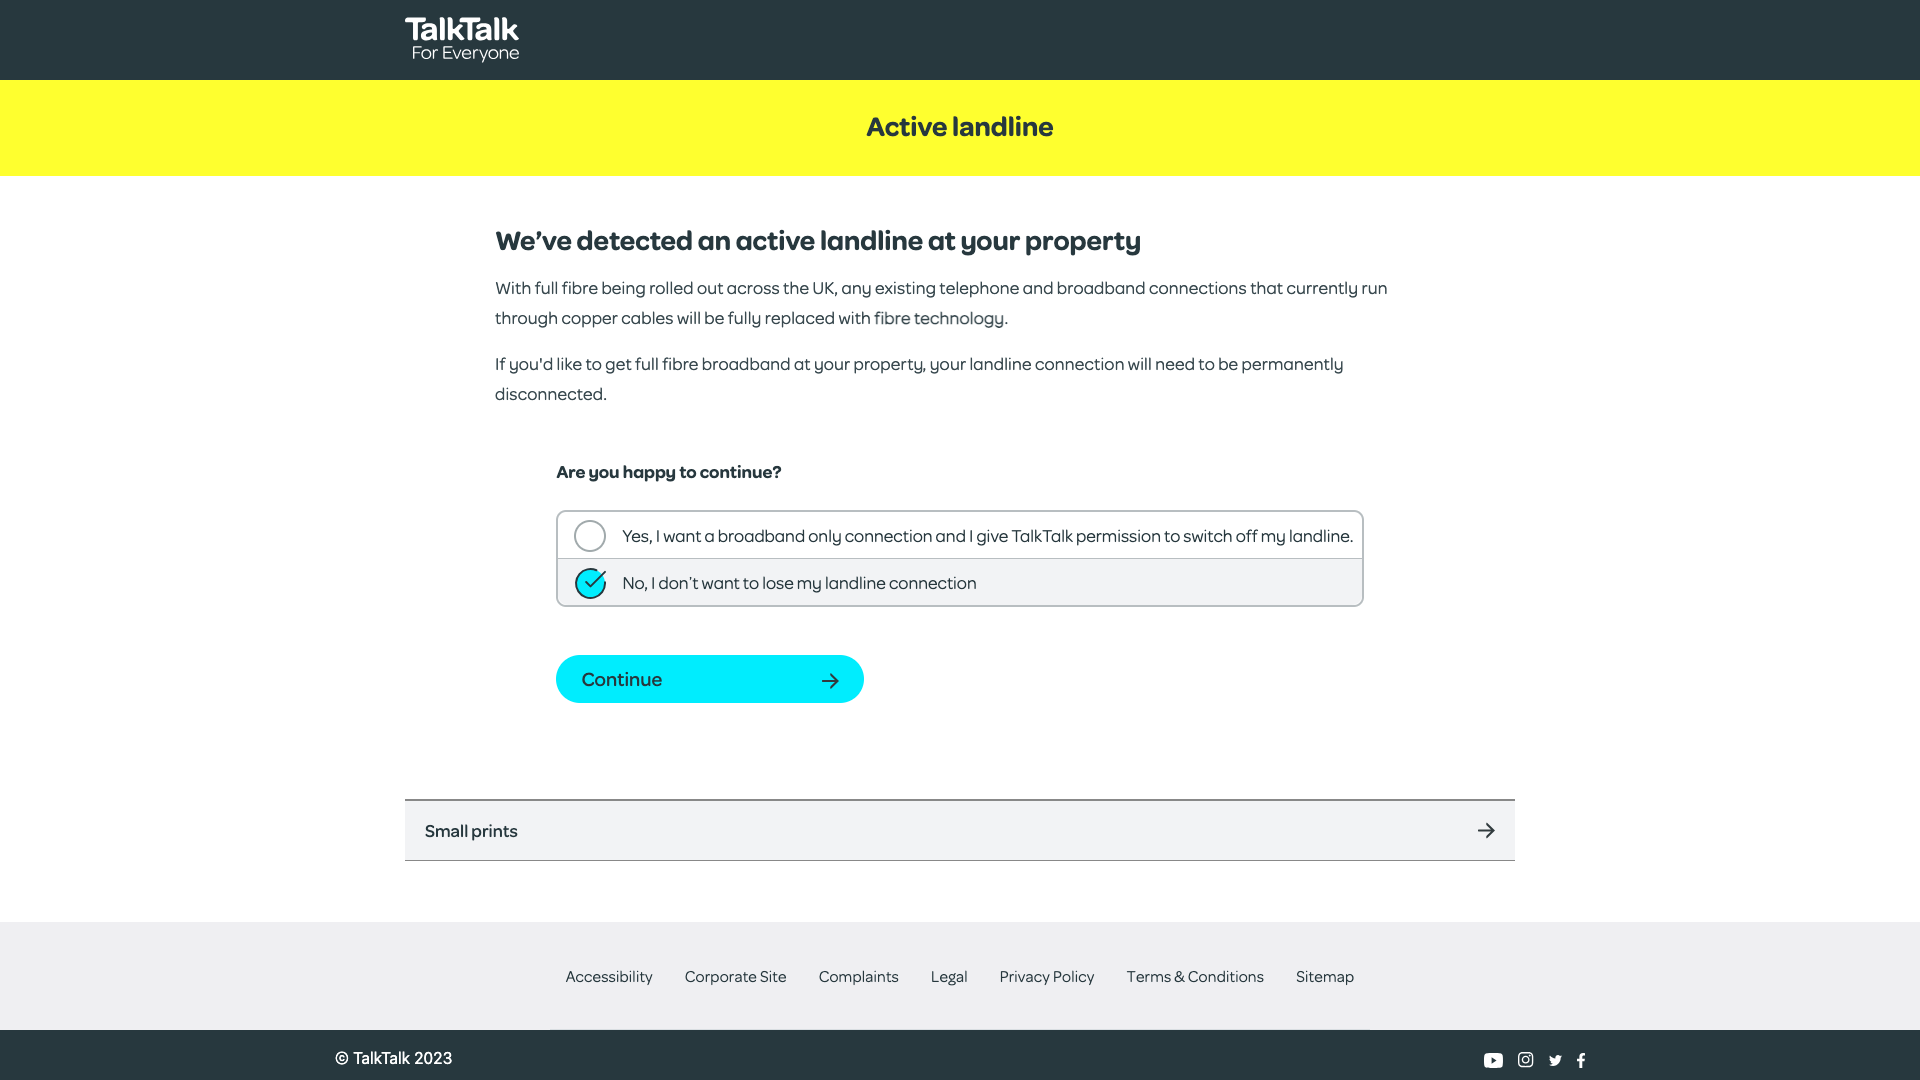 TalkTalk
For Everyone
Active landline
We’ve detected an active landline at your property
With full fibre being rolled out across the UK, any existing telephone and broadband connections that currently run
through copper cables will be fully replaced with fibre technology.
If you'd like to get full fibre broadband at your property, your landline connection will need to be permanently
disconnected.
Are you happy to continue?
Yes, I want a broadband only connection and I give TalkTalk permission to switch off my landline.
No, I don’t want to lose my landline connection
Continue
Small prints
Accessibility Corporate Site Complaints Legal Privacy Policy Terms & Conditions Sitemap
© TalkTalk 2023